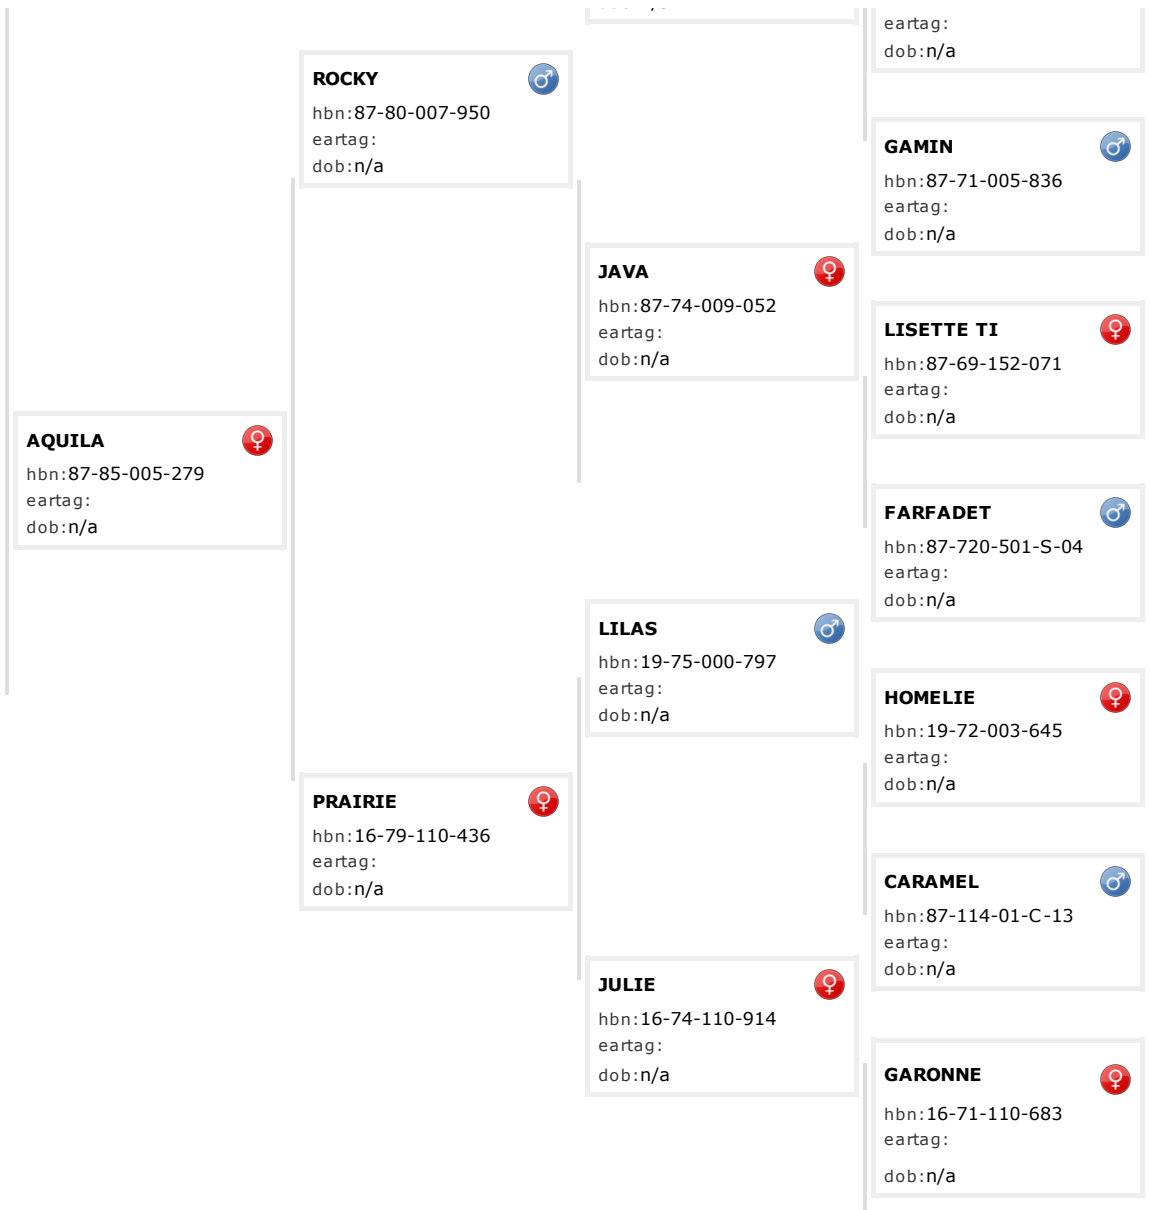 eartag:
dob:n/a
ROCKY
hbn:87-80-007-950
eartag:
dob:n/a
GAMIN
hbn:87-71-005-836
eartag:
dob:n/a
JAVA
hbn:87-74-009-052
eartag:
dob:n/a
LISETTE TI
hbn:87-69-152-071
eartag:
dob:n/a
AQUILA
hbn:87-85-005-279
eartag:
dob:n/a
FARFADET
hbn:87-720-501-S-04
eartag:
dob:n/a
LILAS
hbn:19-75-000-797
eartag:
dob:n/a
HOMELIE
hbn:19-72-003-645
eartag:
dob:n/a
PRAIRIE
hbn:16-79-110-436
eartag:
dob:n/a
CARAMEL
hbn:87-114-01-C-13
eartag:
dob:n/a
JULIE
hbn:16-74-110-914
eartag:
dob:n/a
GARONNE
hbn:16-71-110-683
eartag:
dob:n/a